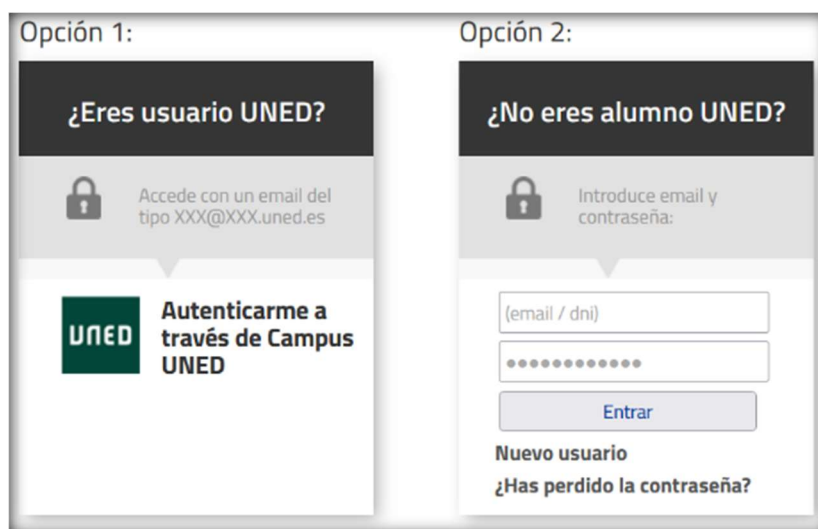 Opción 1:
¿Eres usuario UNED?
Accede con un email del
tipo XXX@XXX.uned.es
UNED
Autenticarme a
través de Campus
UNED
Opción 2:
¿No eres alumno UNED?
Introduce email y
contraseña:
(email / dni)
Entrar
Nuevo usuario
¿Has perdido la contraseña?